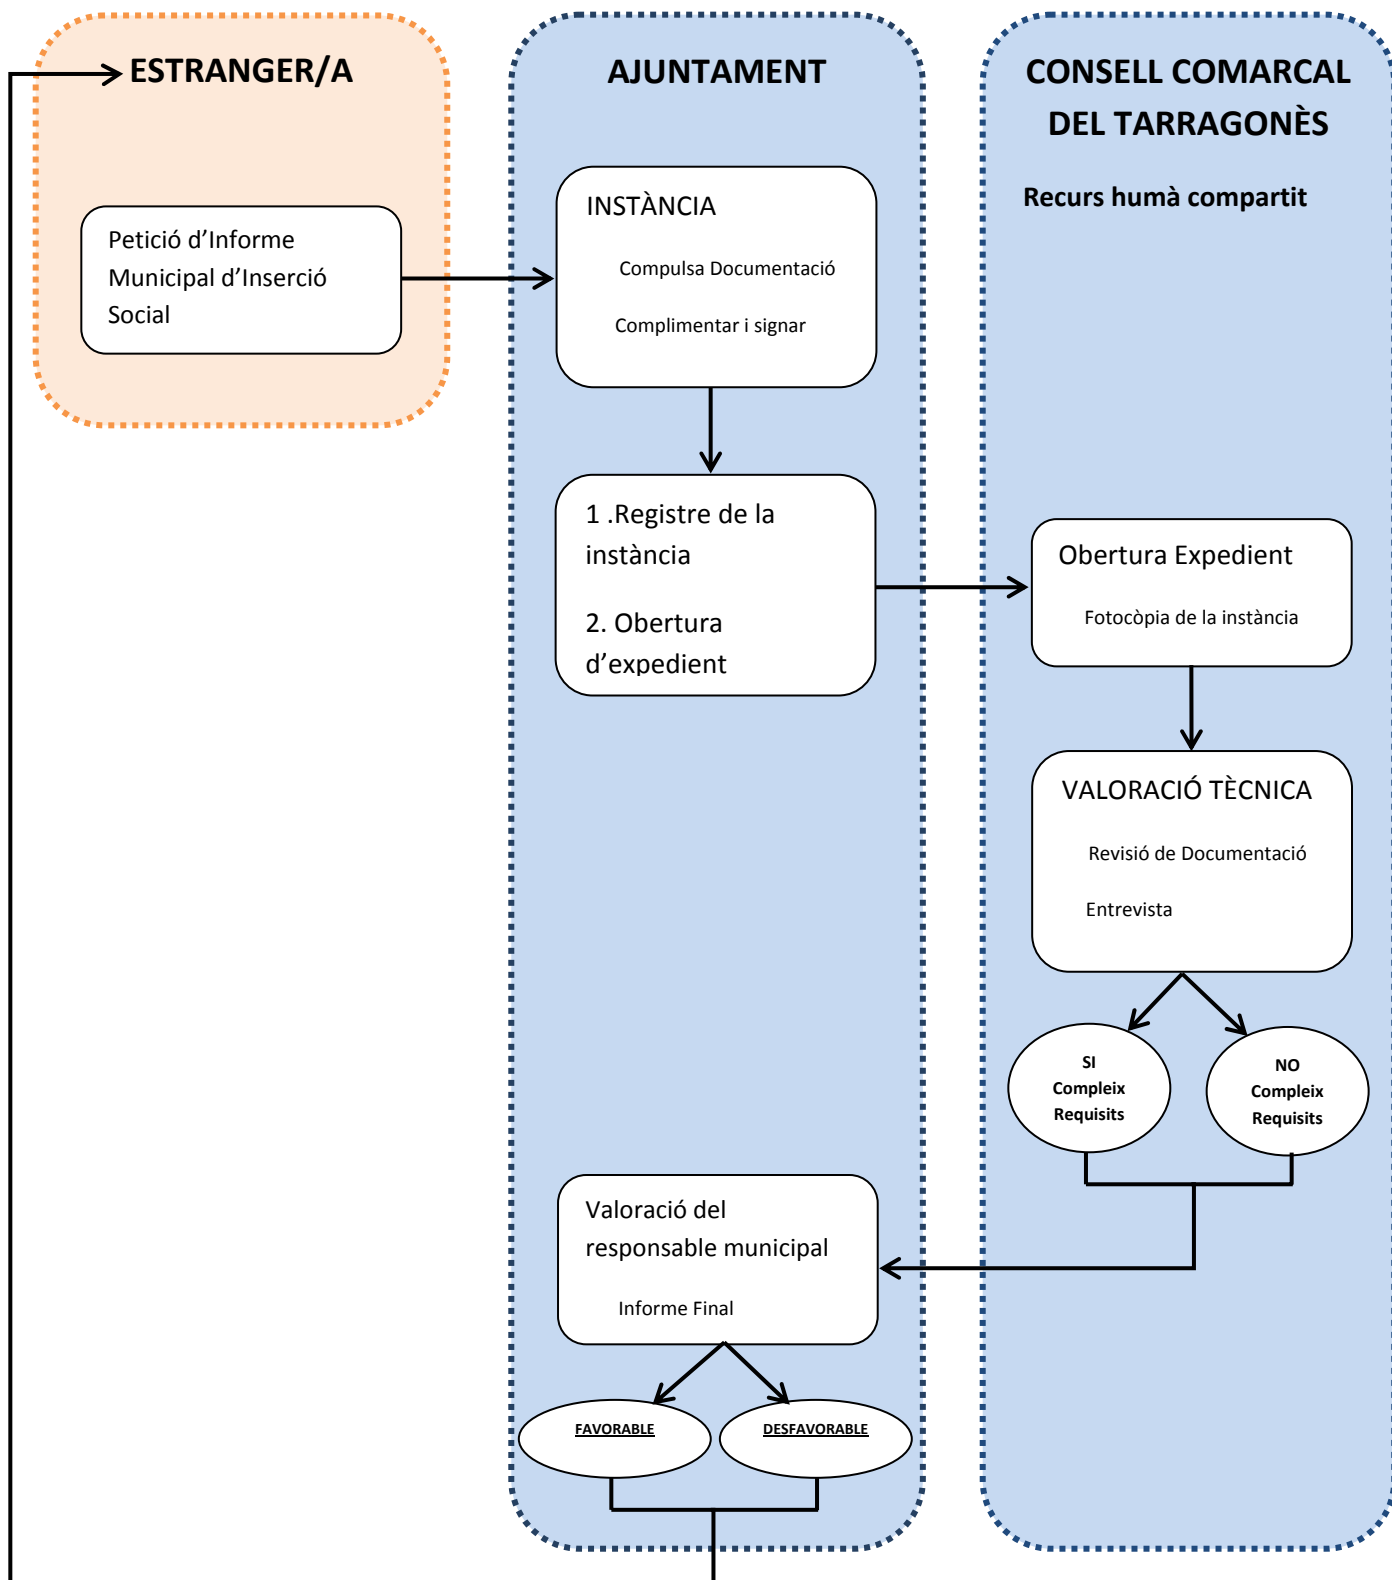 ESTRANGER/A
Petició d'Informe
Municipal d'Inserció
Social
AJUNTAMENT
INSTÀNCIA
Compulsa Documentació
Complimentar i signar
1 .Registre de la
instància
2. Obertura
d'expedient
CONSELL COMARCAL
DEL TARRAGONÈS
Recurs humà compartit
Obertura Expedient
Fotocòpia de la instància
VALORACIÓ TÈCNICA
Revisió de Documentació
Entrevista
SI
Compleix
Requisits
NO
Compleix
Requisits
Valoració del
responsable municipal
Informe Final
FAVORABLE
DESFAVORABLE